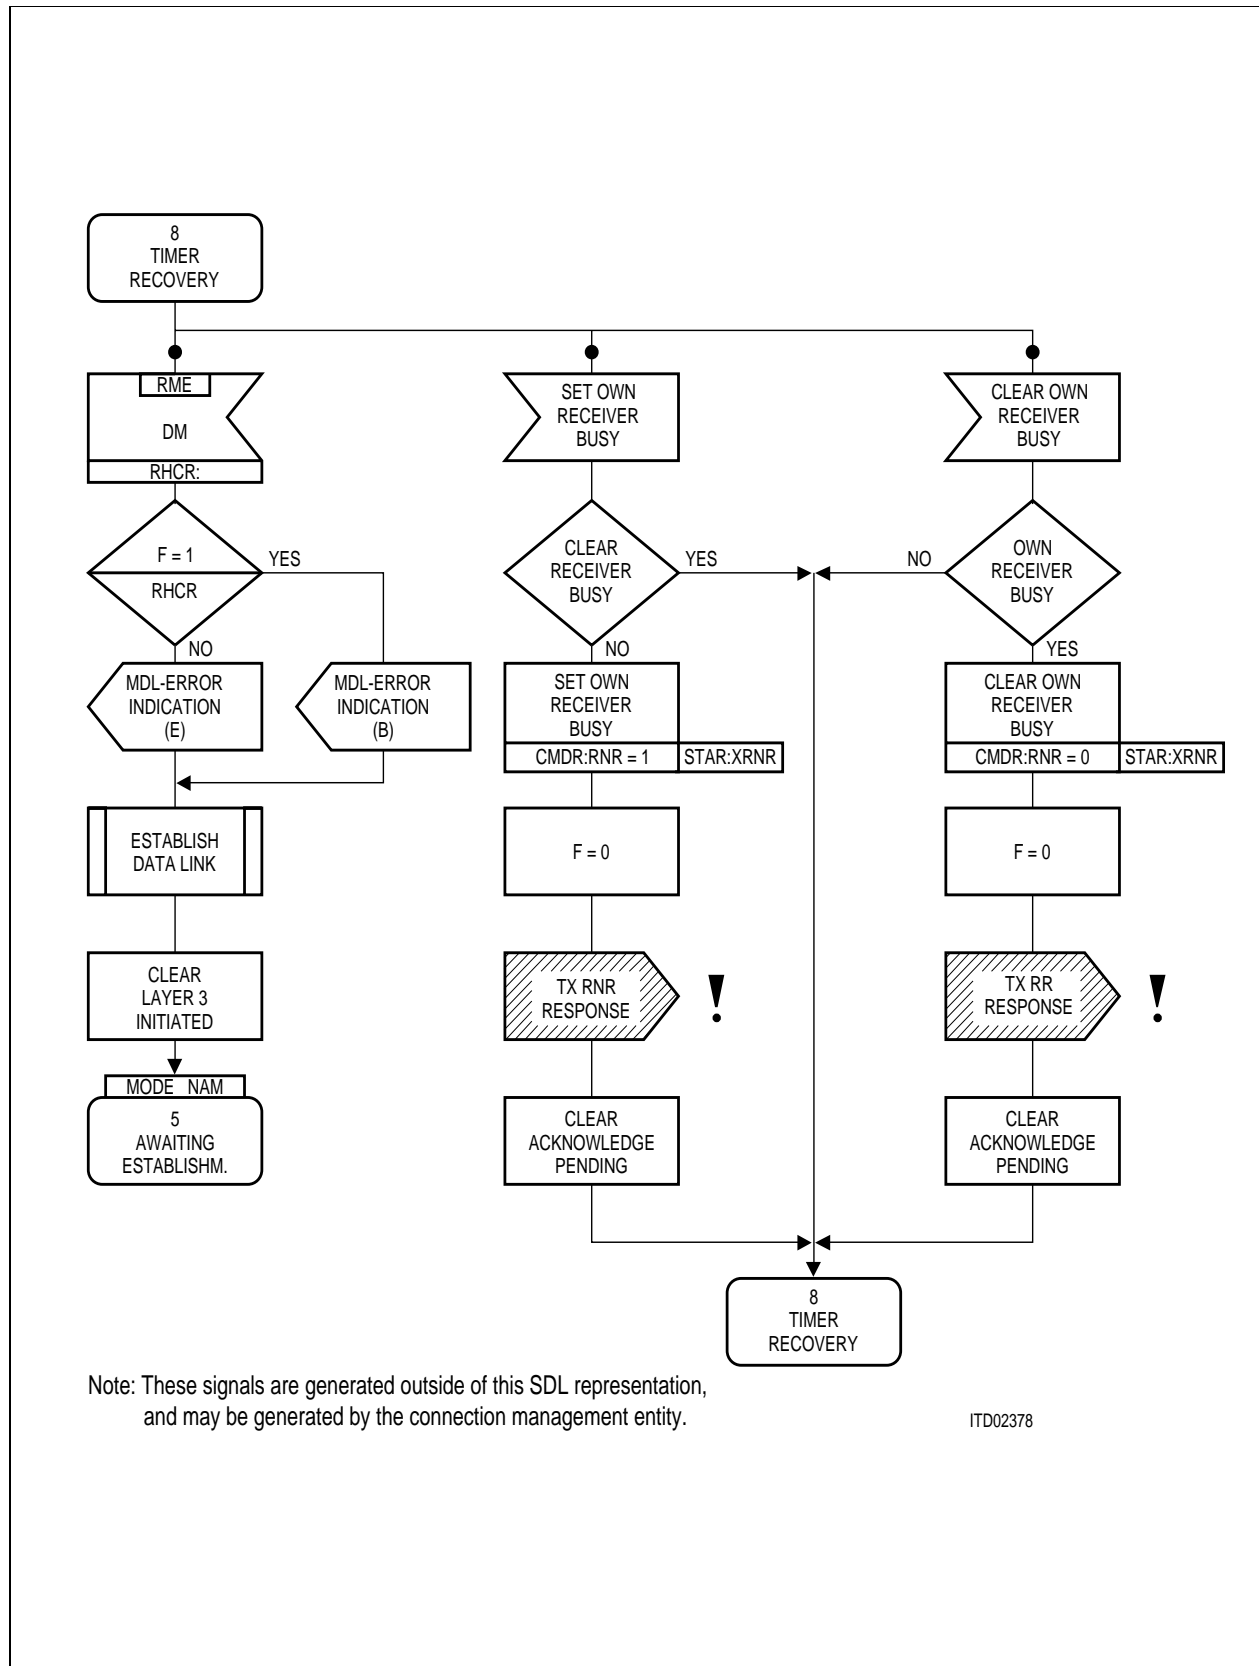 8
TIMER
RECOVERY
RME
DM
RHCR:
SET OWN
RECEIVER
BUSY
CLEAR OWN
RECEIVER
BUSY
F = 1
RHCR
YES
NO
CLEAR
RECEIVER
BUSY
YES
NO
NO
OWN
RECEIVER
BUSY
YES
MDL-ERROR
INDICATION
(E)
MDL-ERROR
INDICATION
(B)
SET OWN
RECEIVER
BUSY
CMDR:RNR = 1
STAR:XRNR
CLEAR OWN
RECEIVER
BUSY
CMDR:RNR = 0
STAR:XRNR
ESTABLISH
DATA LINK
F = 0
F = 0
CLEAR
LAYER 3
INITIATED
TX RNR
RESPONSE
!
TX RR
RESPONSE
!
MODE NAM
5
AWAITING
ESTABLISHM.
CLEAR
ACKNOWLEDGE
PENDING
CLEAR
ACKNOWLEDGE
PENDING
8
TIMER
RECOVERY
Note: These signals are generated outside of this SDL representation,
and may be generated by the connection management entity.
ITD02378